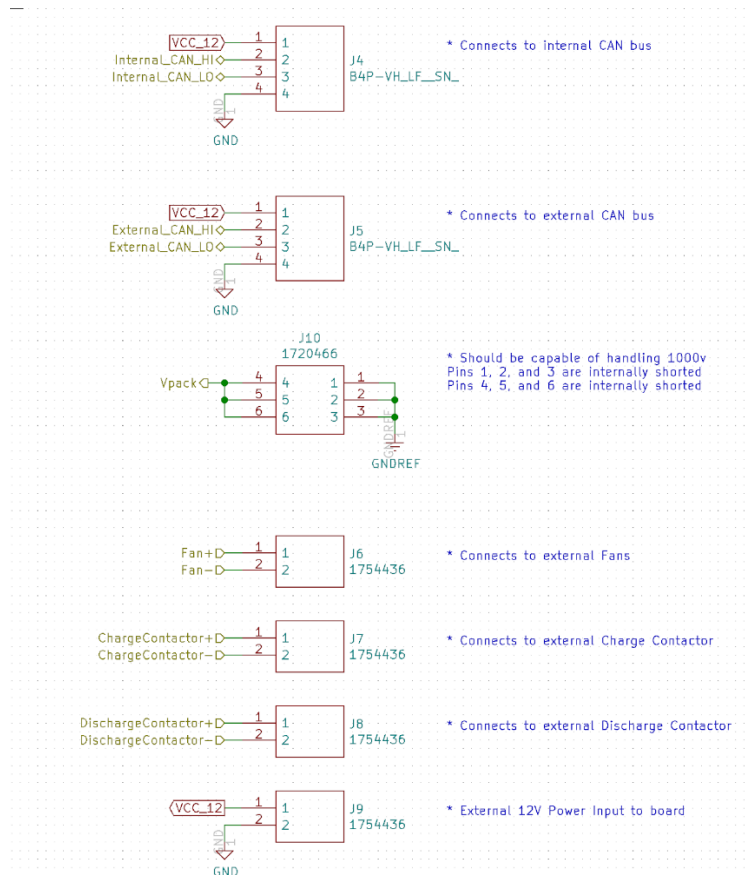 VCC_12 1 1
Internal_CAN_HI 2 2 J4 * Connects to internal CAN bus
Internal_CAN_LO 3 3 B4P-VH_LF__SN_
4 4
GND 1
GND
VCC_12 1 1
External_CAN_HI 2 2 J5 * Connects to external CAN bus
External_CAN_LO 3 3 B4P-VH_LF__SN_
4 4
GND 1
GND
J10
1720466
* Should be capable of handling 1000v
Pins 1, 2, and 3 are internally shorted
Pins 4, 5, and 6 are internally shorted
Vpack 4 4 1 1
5 5 2 2
6 6 3 3
GNDREF 1
GNDREF
Fan+ 1 1 J6 * Connects to external Fans
Fan- 2 2 1754436
ChargeContactor+ 1 1 J7 * Connects to external Charge Contactor
ChargeContactor- 2 2 1754436
DischargeContactor+ 1 1 J8 * Connects to external Discharge Contactor
DischargeContactor- 2 2 1754436
VCC_12 1 1 J9 * External 12V Power Input to board
2 2 1754436
GND 1
GND